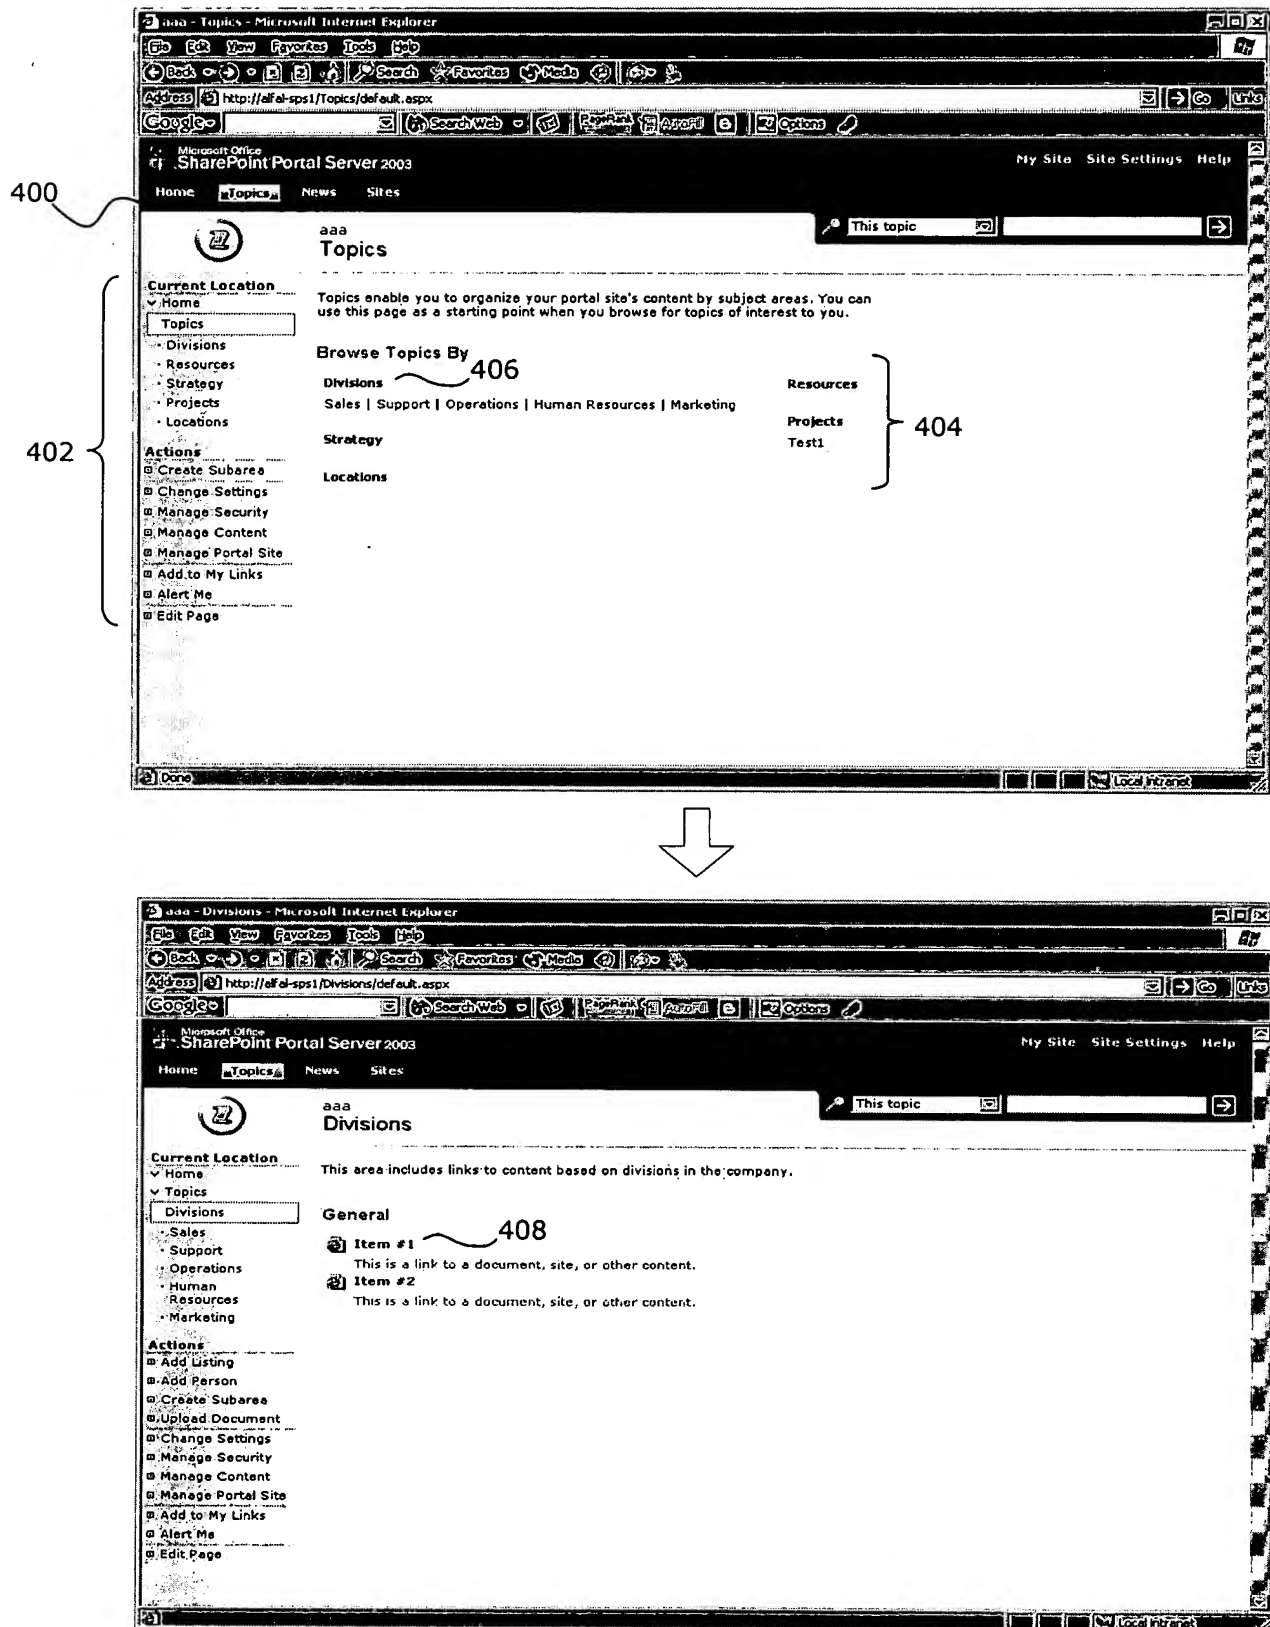 aaa - Topics - Microsoft Internet Explorer
File Edit View Favorites Tools Help
Back Search Favorites Media
Address http://alfal-sps1/Topics/default.aspx Go Links
Google Search Web PageRank AutoFill Options
Microsoft Office
SharePoint Portal Server 2003
My Site Site Settings Help
400
Home Topics News Sites
This topic
aaa
Topics
Current Location
Home
Topics
Divisions
Resources
Strategy
Projects
Locations
402
Actions
Create Subarea
Change Settings
Manage Security
Manage Content
Manage Portal Site
Add to My Links
Alert Me
Edit Page
Topics enable you to organize your portal site's content by subject areas. You can
use this page as a starting point when you browse for topics of interest to you.
Browse Topics By
406
Divisions
Sales | Support | Operations | Human Resources | Marketing
Strategy
Locations
Resources
Projects
Test1
404
Done Local intranet
aaa - Divisions - Microsoft Internet Explorer
File Edit View Favorites Tools Help
Back Search Favorites Media
Address http://alfal-sps1/Divisions/default.aspx Go Links
Google Search Web PageRank AutoFill Options
Microsoft Office
SharePoint Portal Server 2003
My Site Site Settings Help
Home Topics News Sites
This topic
aaa
Divisions
Current Location
Home
Topics
Divisions
Sales
Support
Operations
Human
Resources
Marketing
Actions
Add Listing
Add Person
Create Subarea
Upload Document
Change Settings
Manage Security
Manage Content
Manage Portal Site
Add to My Links
Alert Me
Edit Page
This area includes links to content based on divisions in the company.
General
408
Item #1
This is a link to a document, site, or other content.
Item #2
This is a link to a document, site, or other content.
Local intranet